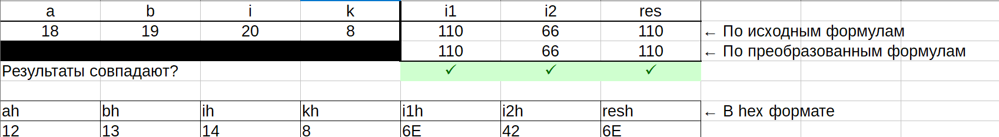 a b i k i1 i2 res
18 19 20 8 110 66 110 ← По исходным формулам
110 66 110 ← По преобразованным формулам
Результаты совпадают? ✓ ✓ ✓
ah bh ih kh i1h i2h resh ← В hex формате
12 13 14 8 6E 42 6E